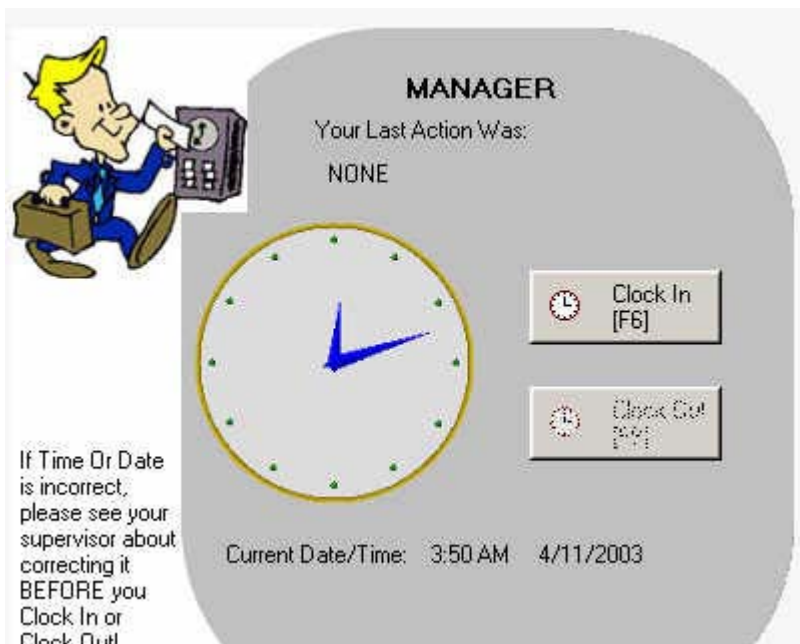 MANAGER
Your Last Action Was:
NONE
Clock In
[F6]
Clock Out
If Time Or Date
is incorrect,
please see your
supervisor about
correcting it
BEFORE you
Clock In or
Clock Out!
Current Date/Time: 3:50 AM 4/11/2003